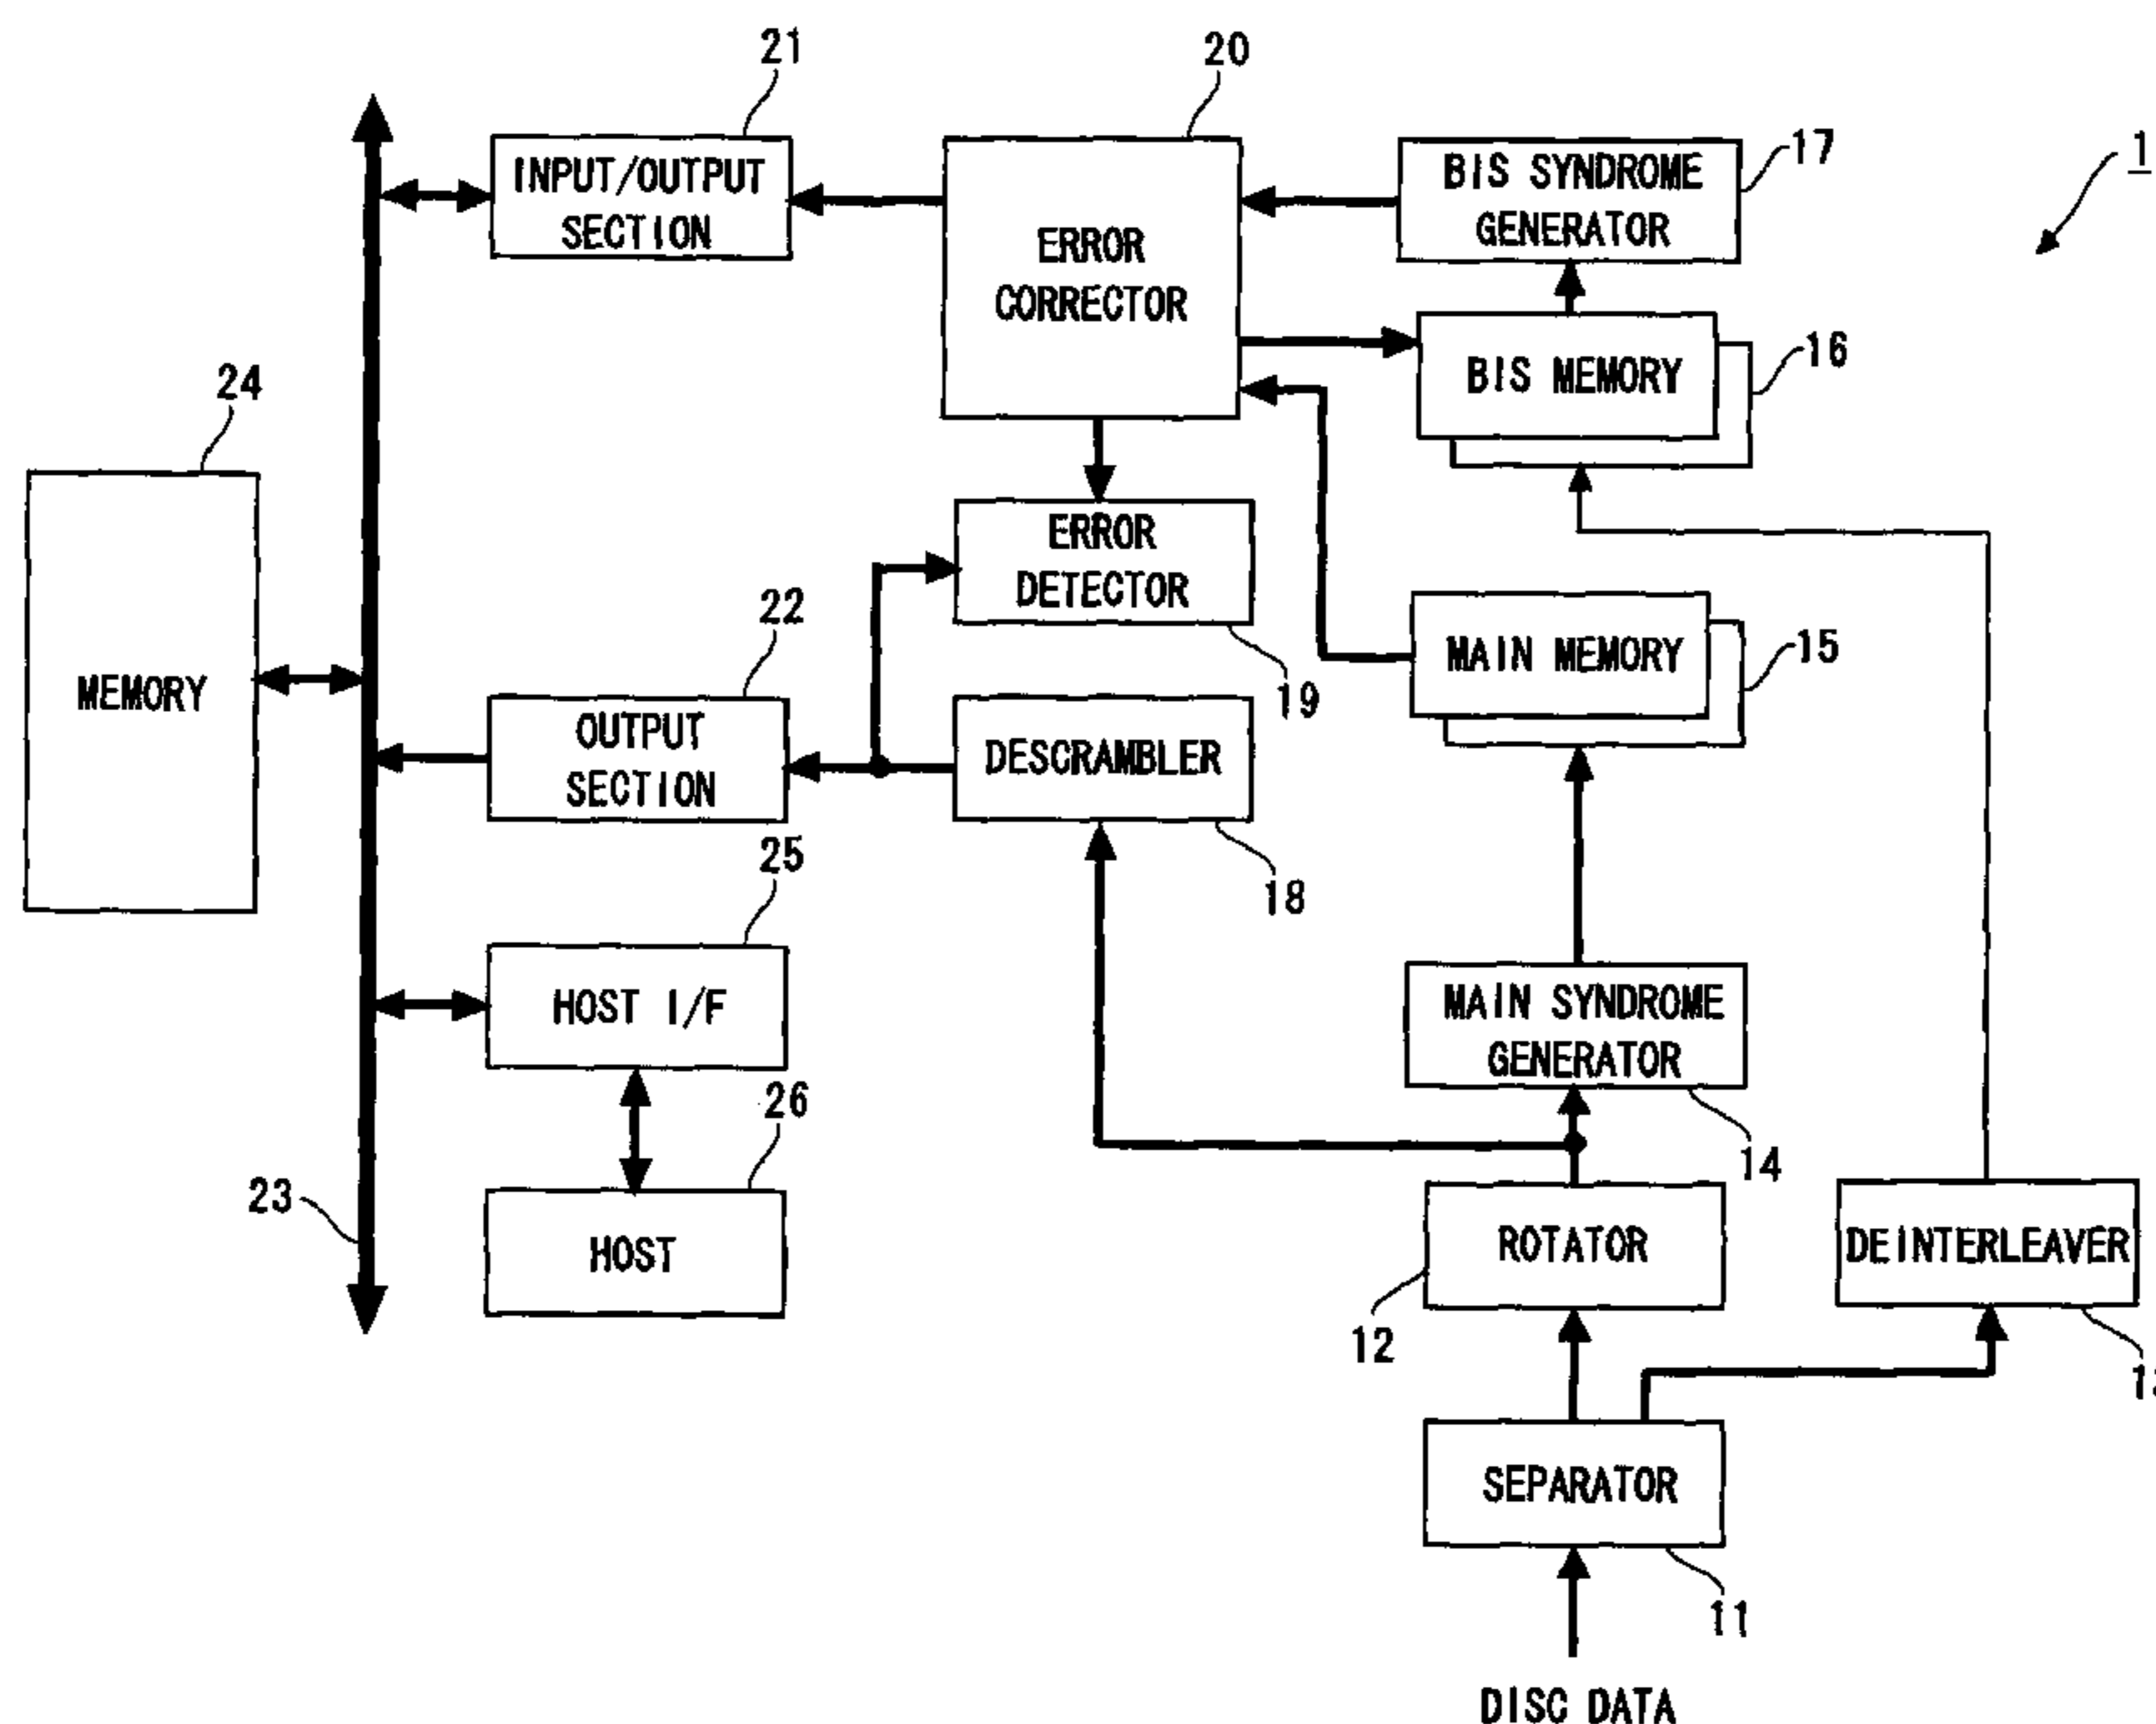 21
20
INPUT/OUTPUT
SECTION
ERROR
CORRECTOR
BIS SYNDROME
GENERATOR
17
1
24
BIS MEMORY
16
MEMORY
ERROR
DETECTOR
19
22
OUTPUT
SECTION
DESCRAMBLER
18
MAIN MEMORY
15
25
HOST I/F
MAIN SYNDROME
GENERATOR
14
26
23
HOST
ROTATOR
12
DEINTERLEAVER
SEPARATOR
11
DISC DATA